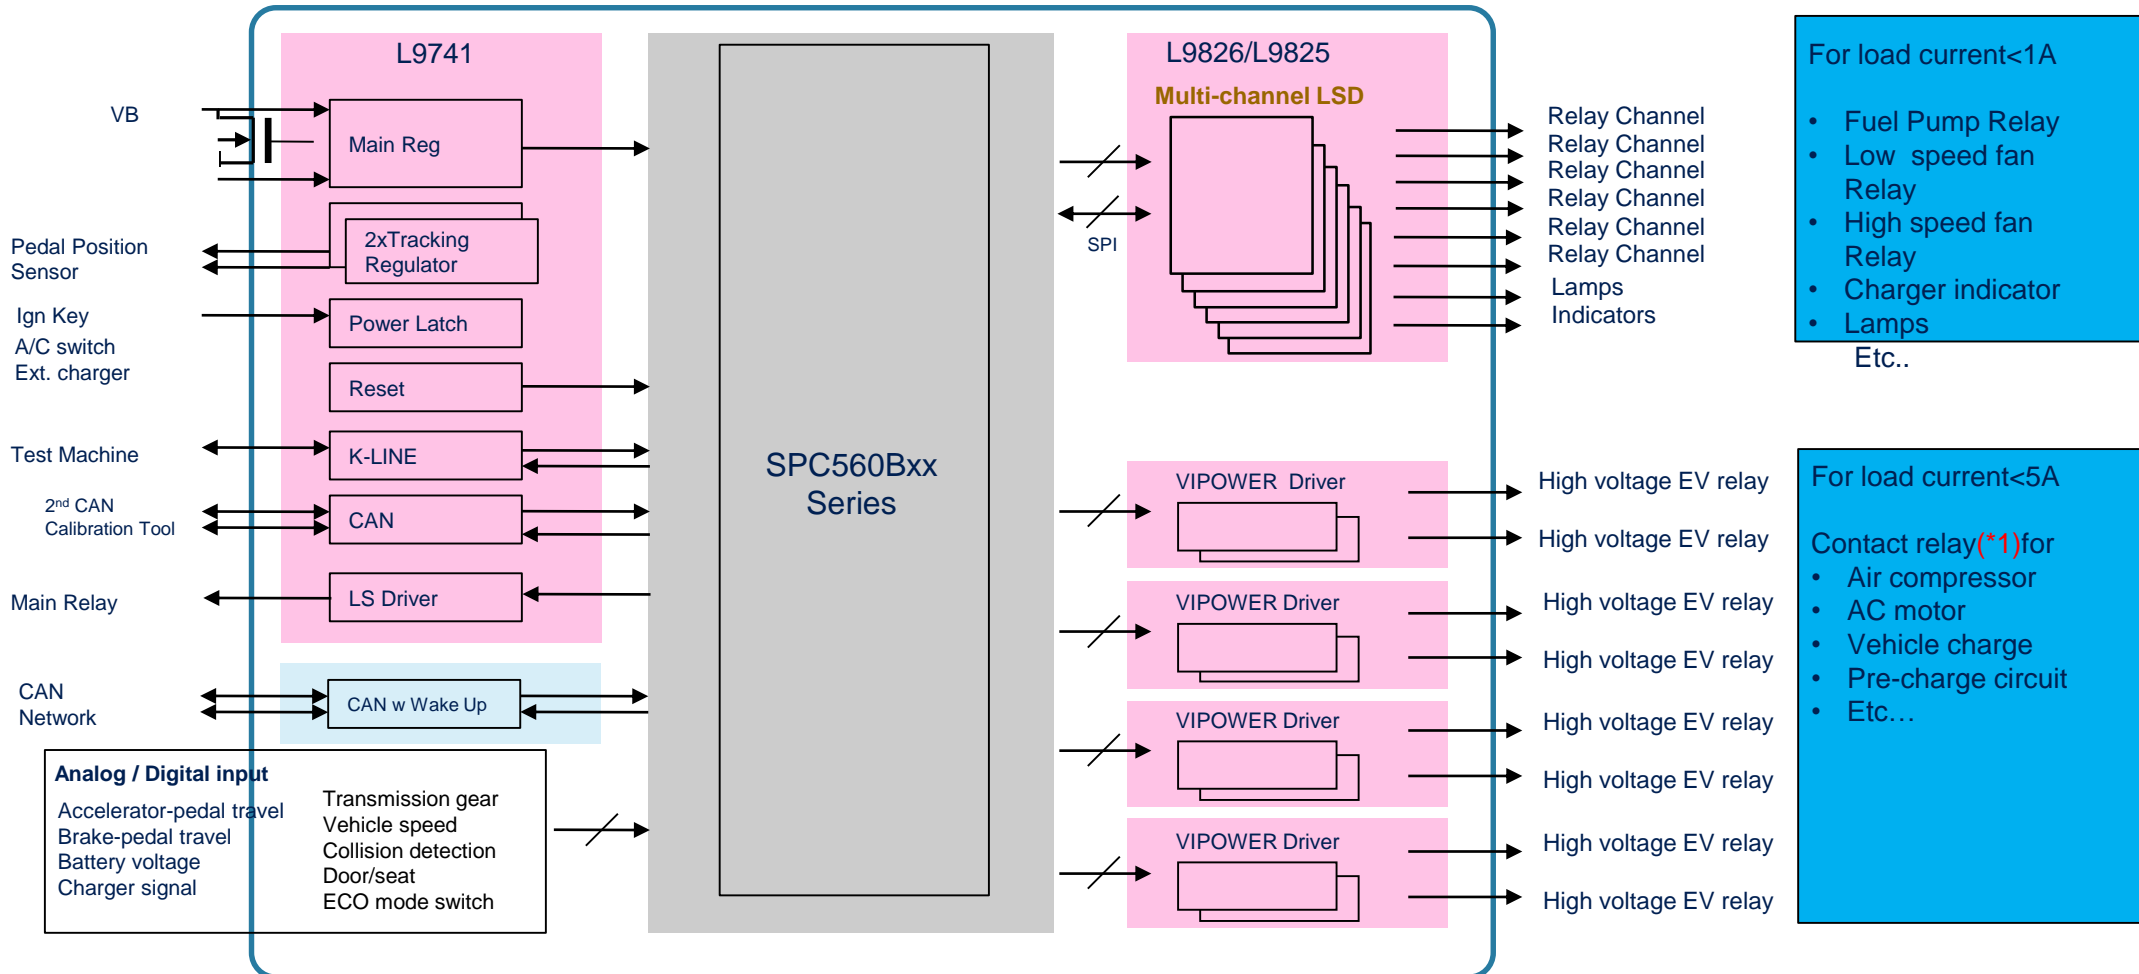 L9741
VB
Main Reg
Pedal Position
Sensor
2xTracking
Regulator
Ign Key
A/C switch
Ext. charger
Power Latch
Reset
Test Machine
K-LINE
2nd CAN
Calibration Tool
CAN
Main Relay
LS Driver
CAN
Network
CAN w Wake Up
Analog / Digital input
Accelerator-pedal travel
Brake-pedal travel
Battery voltage
Charger signal
Transmission gear
Vehicle speed
Collision detection
Door/seat
ECO mode switch
SPC560Bxx
Series
L9826/L9825
Multi-channel LSD
SPI
Relay Channel
Relay Channel
Relay Channel
Relay Channel
Relay Channel
Relay Channel
Lamps
Indicators
VIPOWER  Driver
High voltage EV relay
High voltage EV relay
VIPOWER Driver
High voltage EV relay
High voltage EV relay
VIPOWER Driver
High voltage EV relay
High voltage EV relay
VIPOWER Driver
High voltage EV relay
High voltage EV relay
For load current<1A
• Fuel Pump Relay
• Low  speed fan
Relay
• High speed fan
Relay
• Charger indicator
• Lamps
Etc..
For load current<5A
Contact relay(*1)for
• Air compressor
• AC motor
• Vehicle charge
• Pre-charge circuit
• Etc…